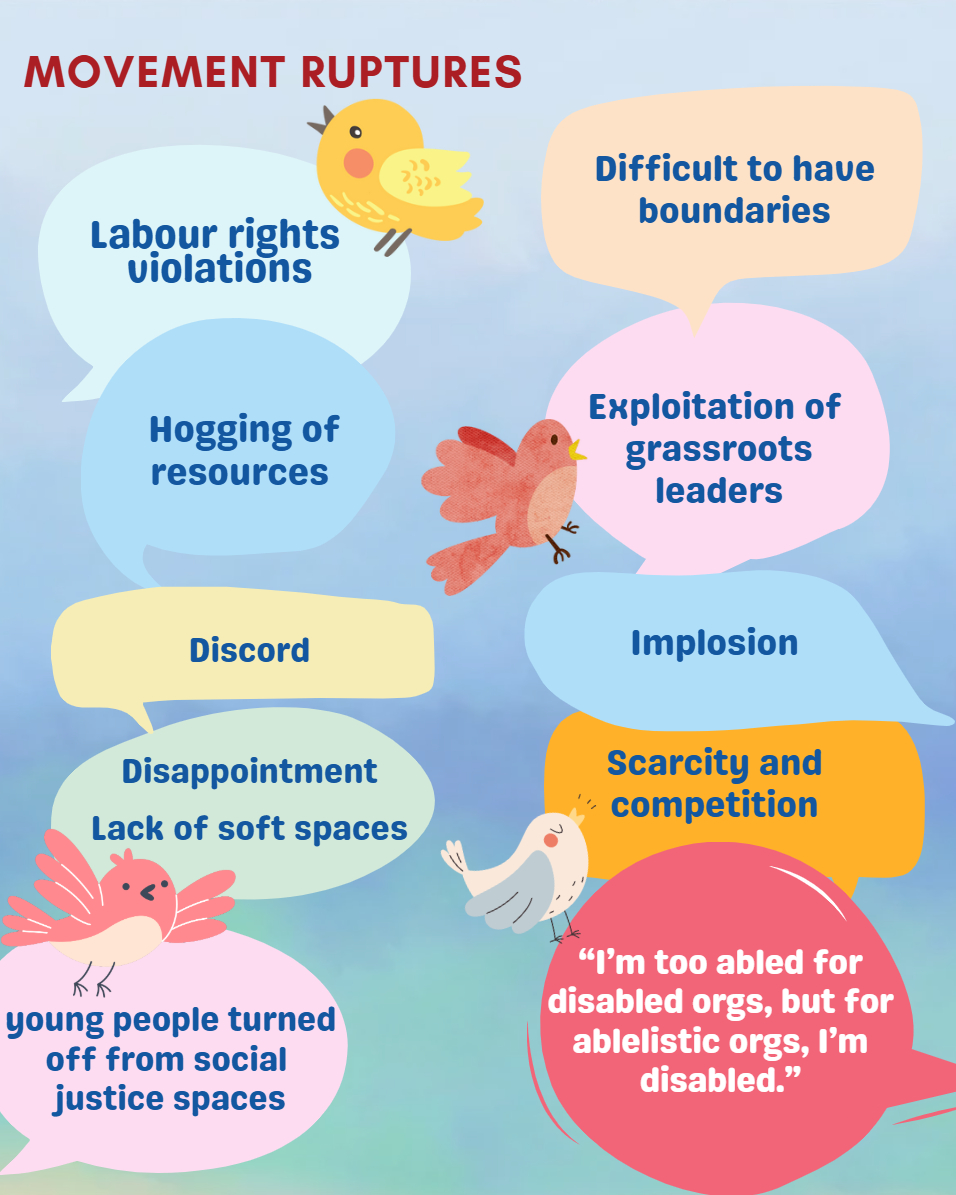 MOVEMENT RUPTURES
Labour rights
violations
Hogging of
resources
Discord
Disappointment
Lack of soft spaces
young people turned
off from social
justice spaces
Difficult to have
boundaries
Exploitation of
grassroots
leaders
Implosion
Scarcity and
competition
“I’m too abled for
disabled orgs, but for
ablelistic orgs, I’m
disabled.”